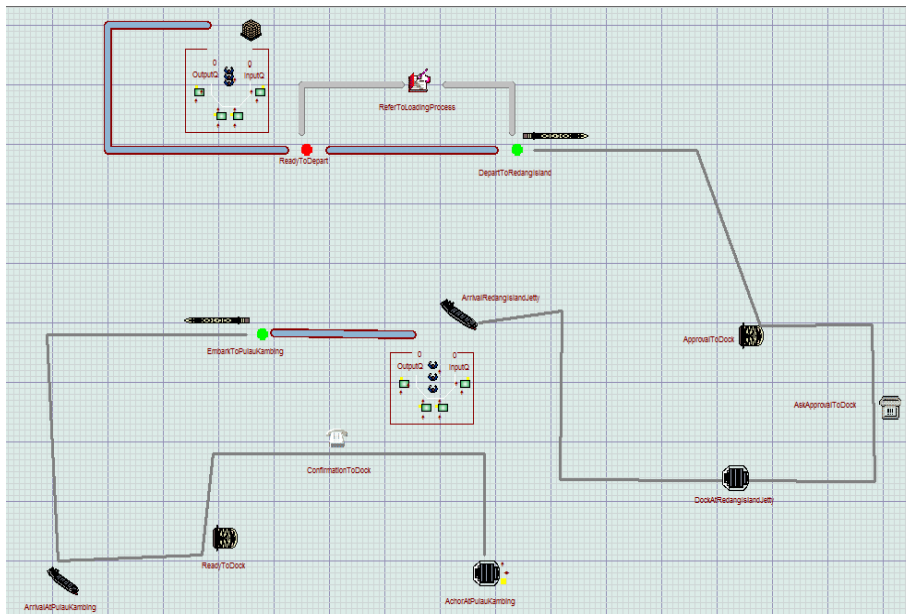 0 0
OutputQ InputQ
ReferToLoadingProcess
ReadyToDepart
DepartToRedangIsland
ArrivalRedangIslandJetty
ApprovalToDock
EmbarkToPulauKambing
0 0
OutputQ InputQ
AskApprovalToDock
ConfirmationToDock
DockAtRedangIslandJetty
ReadyToDock
AchorAtPulauKambing
ArrivalAtPulauKambing